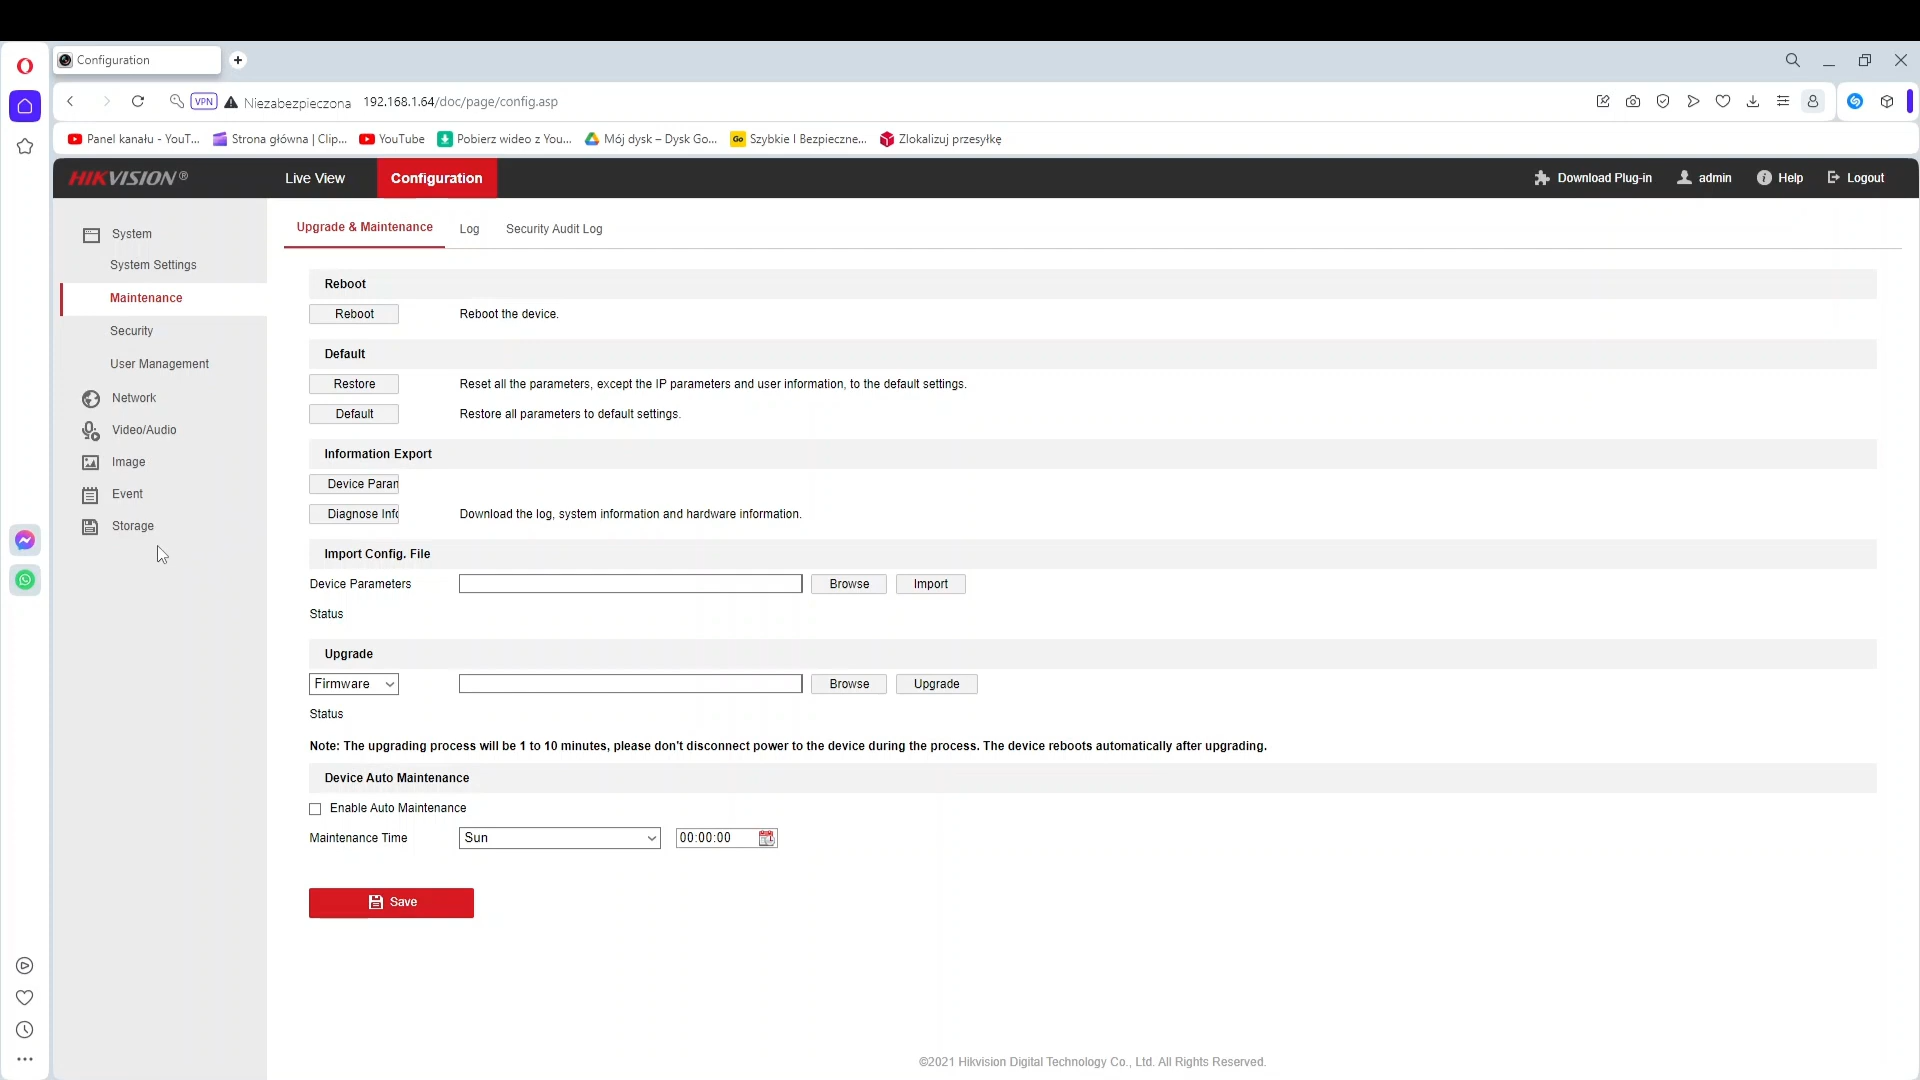 Configuration
VPN Niezabezpieczona 192.168.1.64/doc/page/config.asp
Panel kanału - YouT... Strona główna | Clip... YouTube Pobierz wideo z You... Mój dysk – Dysk Go... Go Szybkie I Bezpieczne... Zlokalizuj przesyłkę
HIKVISION® Live View Configuration Download Plug-in admin Help Logout
System
System Settings
Maintenance
Security
User Management
Network
Video/Audio
Image
Event
Storage
Upgrade & Maintenance Log Security Audit Log
Reboot
Reboot Reboot the device.
Default
Restore Reset all the parameters, except the IP parameters and user information, to the default settings.
Default Restore all parameters to default settings.
Information Export
Device Param
Diagnose Info Download the log, system information and hardware information.
Import Config. File
Device Parameters Browse Import
Status
Upgrade
Firmware Browse Upgrade
Status
Note: The upgrading process will be 1 to 10 minutes, please don't disconnect power to the device during the process. The device reboots automatically after upgrading.
Device Auto Maintenance
Enable Auto Maintenance
Maintenance Time Sun 00:00:00
Save
©2021 Hikvision Digital Technology Co., Ltd. All Rights Reserved.